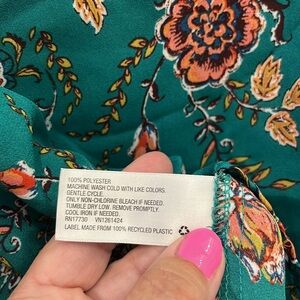 100% POLYESTER
MACHINE WASH COLD WITH LIKE COLORS.
GENTLE CYCLE.
ONLY NON-CHLORINE BLEACH IF NEEDED.
TUMBLE DRY LOW. REMOVE PROMPTLY.
COOL IRON IF NEEDED.
RN17730 VN1261424
LABEL MADE FROM 100% RECYCLED PLASTIC